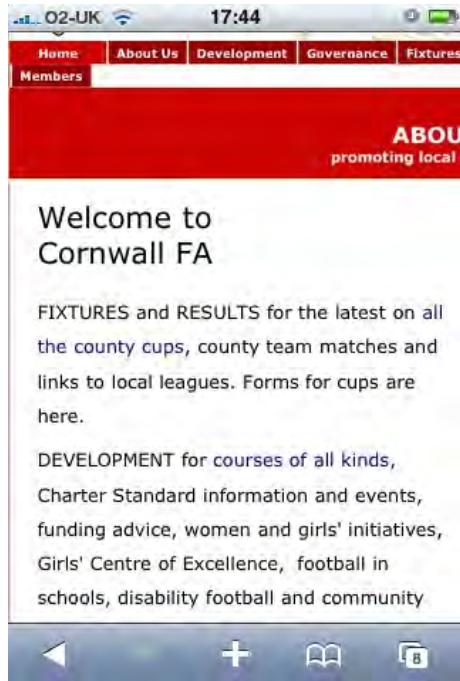 O2-UK 17:44
Home About Us Development Governance Fixtures
Members
ABOU
promoting local
Welcome to
Cornwall FA
FIXTURES and RESULTS for the latest on all
the county cups, county team matches and
links to local leagues. Forms for cups are
here.
DEVELOPMENT for courses of all kinds,
Charter Standard information and events,
funding advice, women and girls' initiatives,
Girls' Centre of Excellence, football in
schools, disability football and community
8